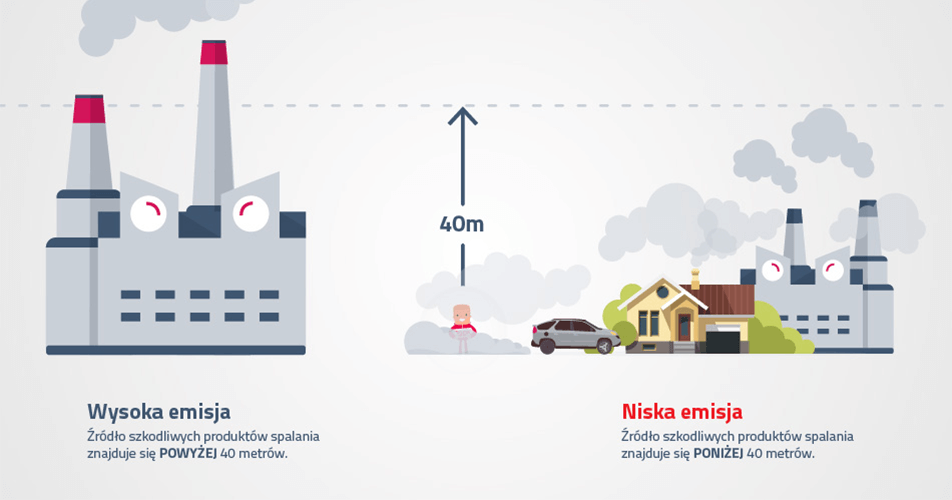 40m
Wysoka emisja
Źródło szkodliwych produktów spalania
znajduje się POWYŻEJ 40 metrów.
Niska emisja
Źródło szkodliwych produktów spalania
znajduje się PONIŻEJ 40 metrów.